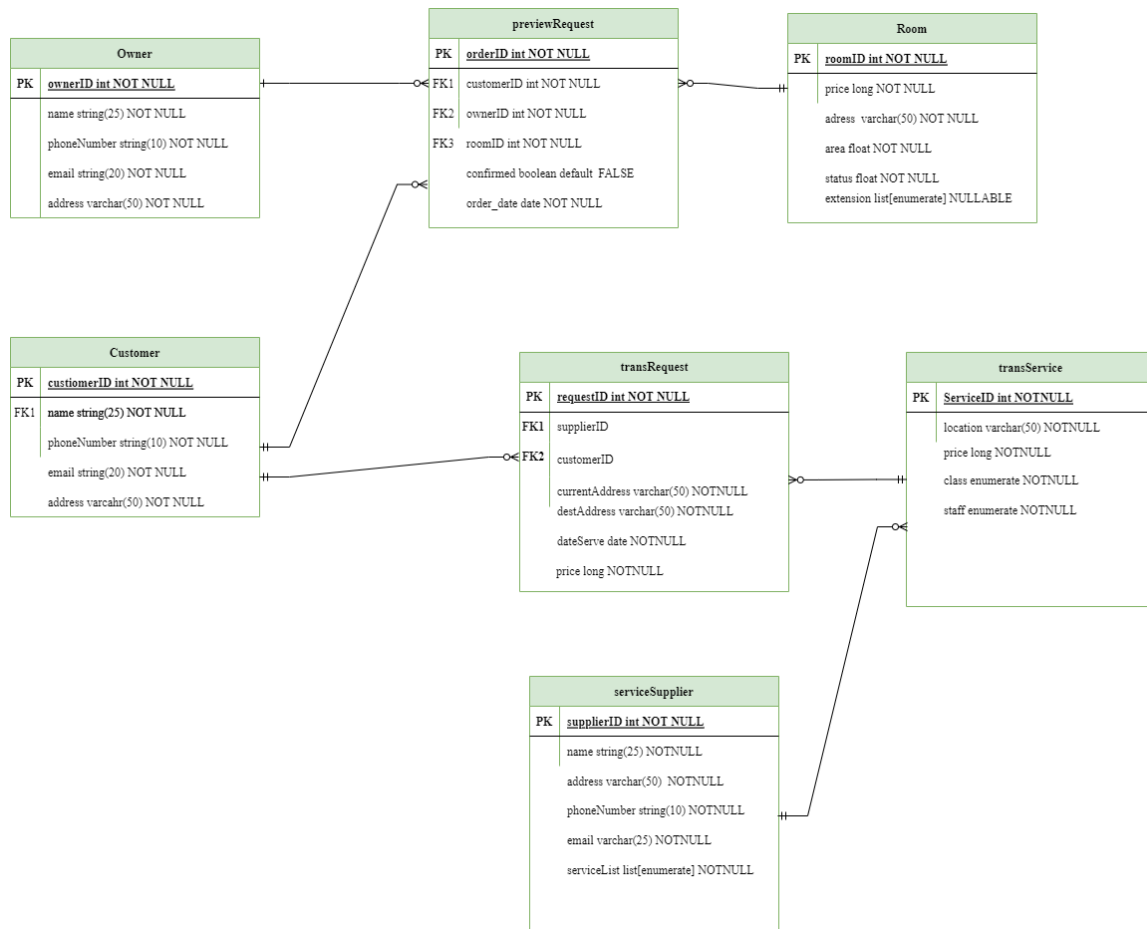 Owner
PK ownerID int NOT NULL
name string(25) NOT NULL
phoneNumber string(10) NOT NULL
email string(20) NOT NULL
address varchar(50) NOT NULL
previewRequest
PK orderID int NOT NULL
FK1 customerID int NOT NULL
FK2 ownerID int NOT NULL
FK3 roomID int NOT NULL
confirmed boolean default FALSE
order_date date NOT NULL
Room
PK roomID int NOT NULL
price long NOT NULL
adress varchar(50) NOT NULL
area float NOT NULL
status float NOT NULL
extension list[enumerate] NULLABLE
Customer
PK custiomerID int NOT NULL
FK1 name string(25) NOT NULL
phoneNumber string(10) NOT NULL
email string(20) NOT NULL
address varcahr(50) NOT NULL
transRequest
PK requestID int NOT NULL
FK1 supplierID
FK2 customerID
currentAddress varchar(50) NOTNULL
destAddress varchar(50) NOTNULL
dateServe date NOTNULL
price long NOTNULL
transService
PK ServiceID int NOTNULL
location varchar(50) NOTNULL
price long NOTNULL
class enumerate NOTNULL
staff enumerate NOTNULL
serviceSupplier
PK supplierID int NOT NULL
name string(25) NOTNULL
address varchar(50) NOTNULL
phoneNumber string(10) NOTNULL
email varchar(25) NOTNULL
serviceList list[enumerate] NOTNULL